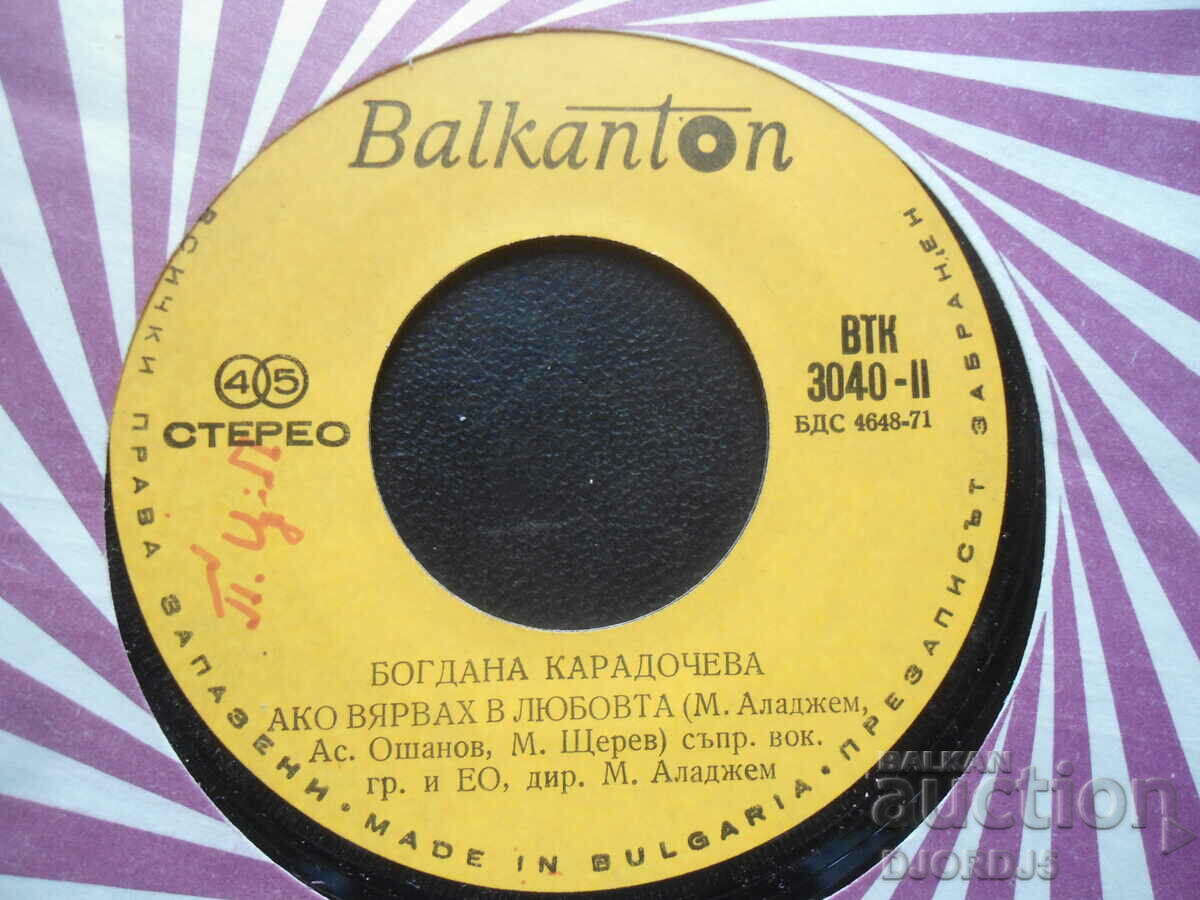 Balkanton
ВСИЧКИ ПРАВА ЗАПАЗЕНИ • MADE IN BULGARIA • ПРЕЗАПИСЪТ ЗАБРАНЕН
45
СТЕРЕО
ВТК
3040-II
БДС 4648-71
БОГДАНА КАРАДОЧЕВА
АКО ВЯРВАХ В ЛЮБОВТА (М. Аладжем,
Ас. Ошанов, М. Щерев) съпр. вок.
гр. и ЕО, дир. М. Аладжем
BALKAN
auction
DJORDJ5